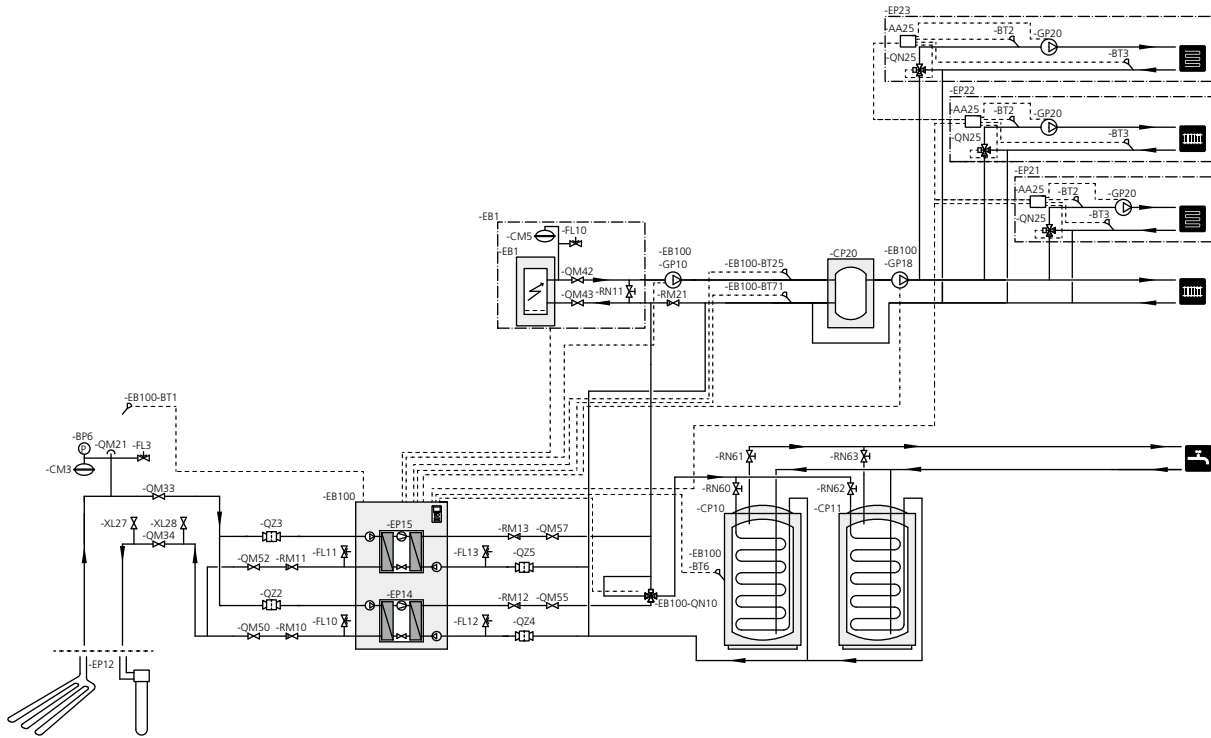 -EP23
-AA25
-BT2
-GP20
-QN25
-BT3
-EP22
-AA25
-BT2
-GP20
-QN25
-BT3
-EP21
-AA25
-BT2
-GP20
-QN25
-BT3
-EB1
-CM5
-FL10
-EB1
-QM42
-QM43
-RN11
-EB100
-GP10
-RM21
-EB100-BT25
-EB100-BT71
-CP20
-EB100
-GP18
-EB100-BT1
-BP6
P
-QM21
-FL3
-CM3
-QM33
-XL27
-XL28
-QM34
-EB100
-QZ3
-EP15
-RM13
-QM57
-QM52
-RM11
-FL11
-FL13
-QZ5
-QZ2
-EP14
-RM12
-QM55
-QM50
-RM10
-FL10
-FL12
-QZ4
-EP12
-EB100-QN10
-RN61
-RN63
-RN60
-RN62
-CP10
-CP11
-EB100
-BT6